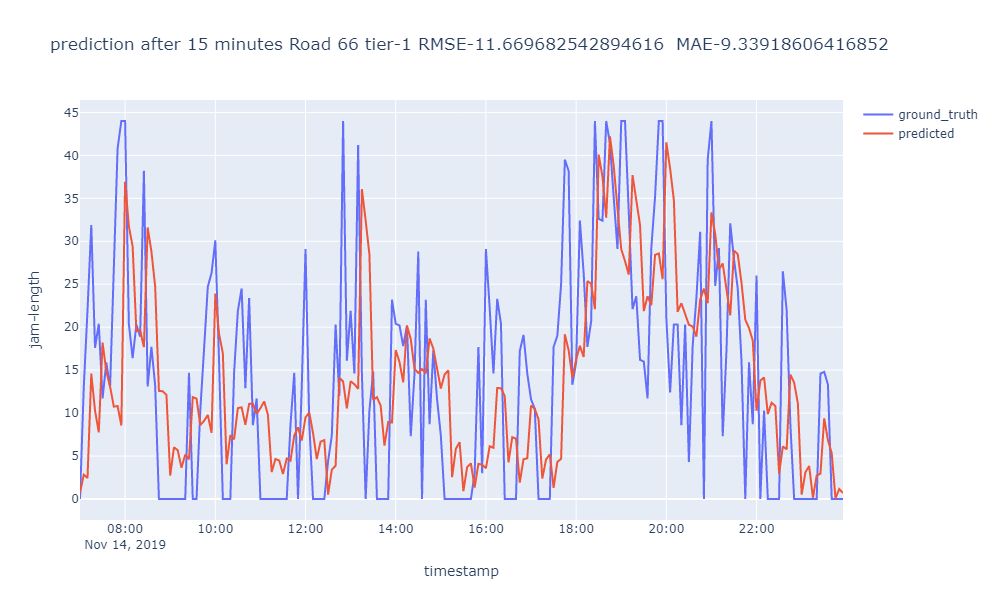 prediction after 15 minutes Road 66 tier-1 RMSE-11.669682542894616  MAE-9.33918606416852
ground_truth
predicted
45
40
35
30
25
20
15
10
5
0
jam-length
08:00 10:00 12:00 14:00 16:00 18:00 20:00 22:00
Nov 14, 2019
timestamp